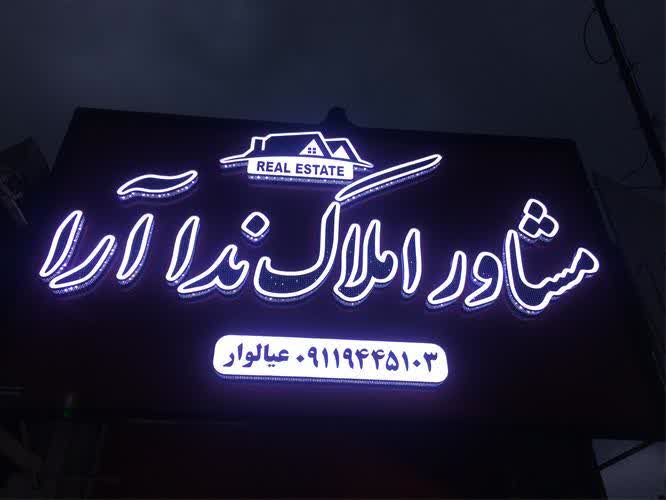 REAL ESTATE
مشاور املاک ندا آرا
۰۹۱۱۹۴۴۵۱۰۳ عیالوار